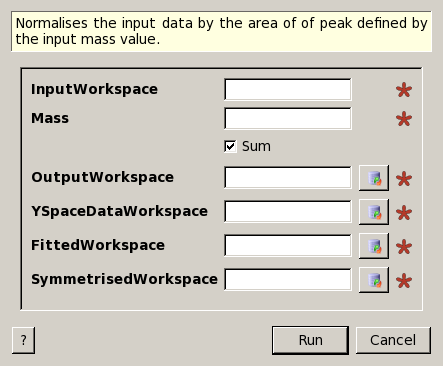 Normalises the input data by the area of of peak defined by
the input mass value.
InputWorkspace
Mass
Sum
OutputWorkspace
YSpaceDataWorkspace
FittedWorkspace
SymmetrisedWorkspace
? Run Cancel